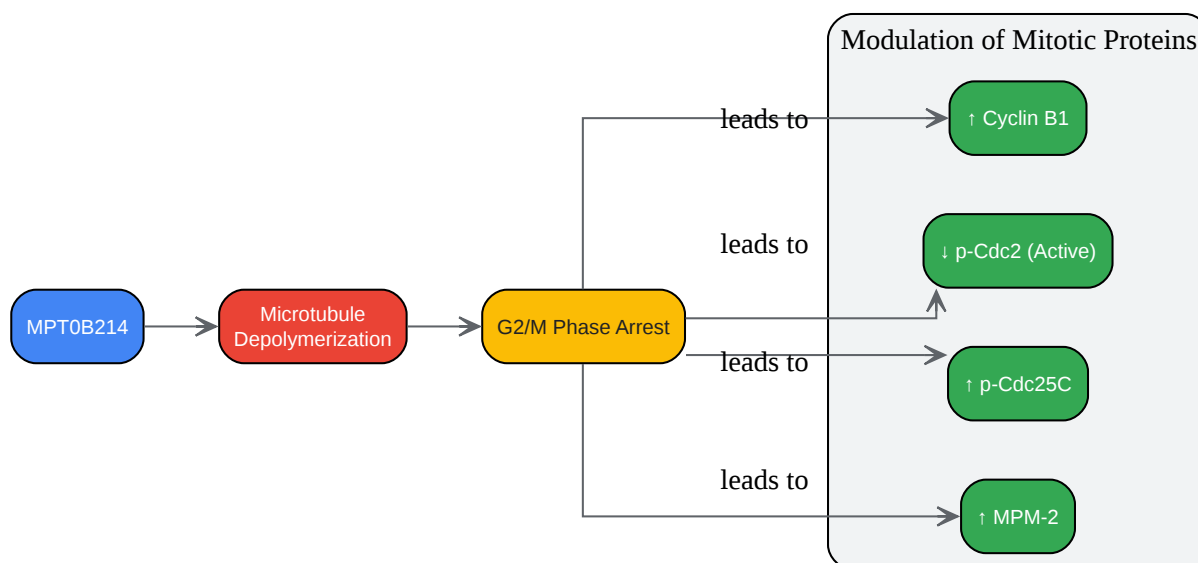 Modulation of Mitotic Proteins
leads to
↑ Cyclin B1
leads to
↓ p-Cdc2 (Active)
MPT0B214
Microtubule
Depolymerization
G2/M Phase Arrest
leads to
↑ p-Cdc25C
leads to
↑ MPM-2